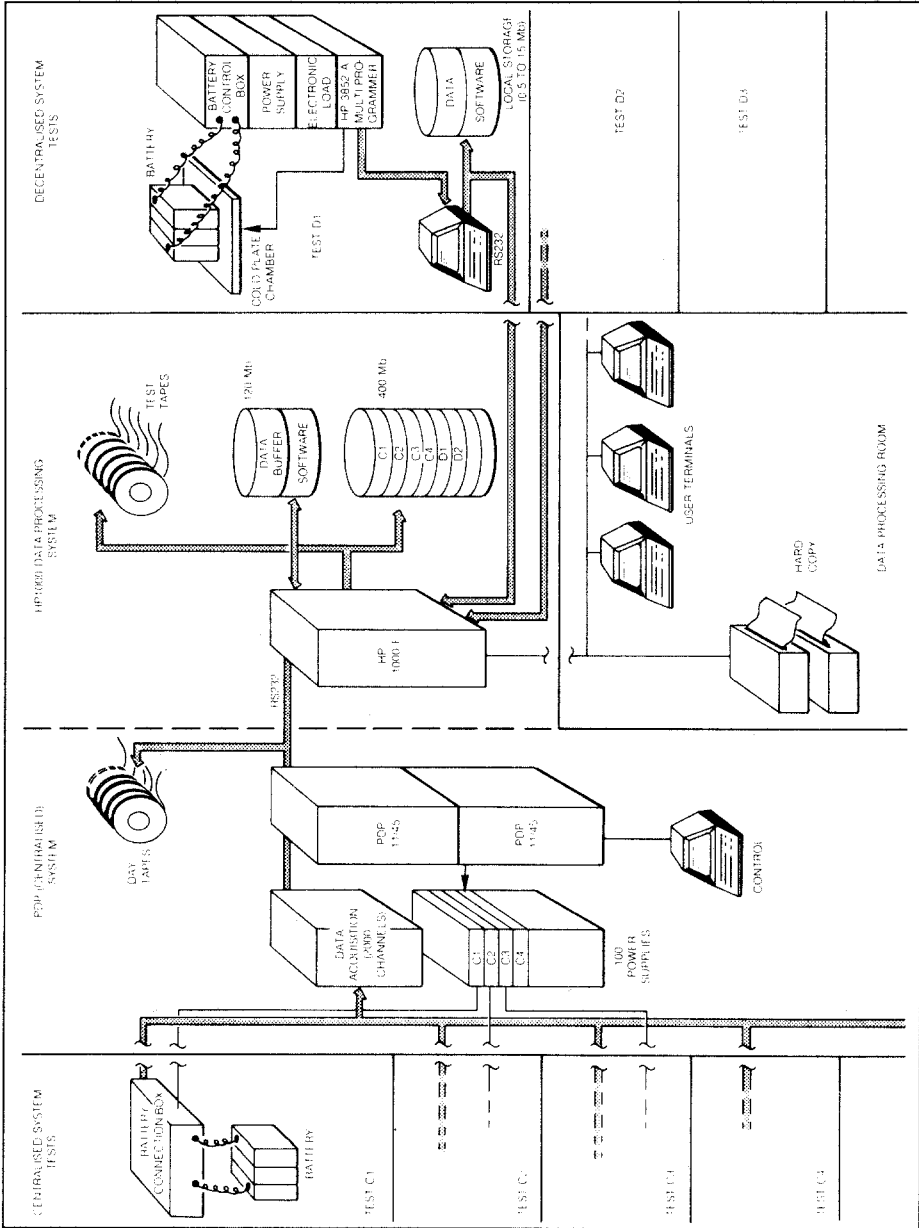 CENTRALISED SYSTEM
TESTS
BATTERY
CONNECTION BOX
BATTERY
TEST C1
TEST C2
TEST C3
TEST C4
PDP (CENTRALISED)
SYSTEM
DAY
TAPES
DATA
ACQUISITION
(2000
CHANNELS)
C1
C2
C3
C4
100
POWER
SUPPLIES
PDP
11/45
PDP
11/45
CONTROL
RS232
HP1000 DATA PROCESSING
SYSTEM
TEST
TAPES
120 Mb
DATA
BUFFER
SOFTWARE
400 Mb
C1
C2
C3
C4
D1
D2
HP
1000 F
USER TERMINALS
HARD
COPY
DATA PROCESSING ROOM
DECENTRALISED SYSTEM
TESTS
BATTERY
BATTERY
CONTROL
BOX
POWER
SUPPLY
ELECTRONIC
LOAD
HP 3852 A
MULTI PRO-
GRAMMER
COLD PLATE
CHAMBER
TEST D1
RS232
DATA
SOFTWARE
LOCAL STORAGE
TEST D2
TEST D3